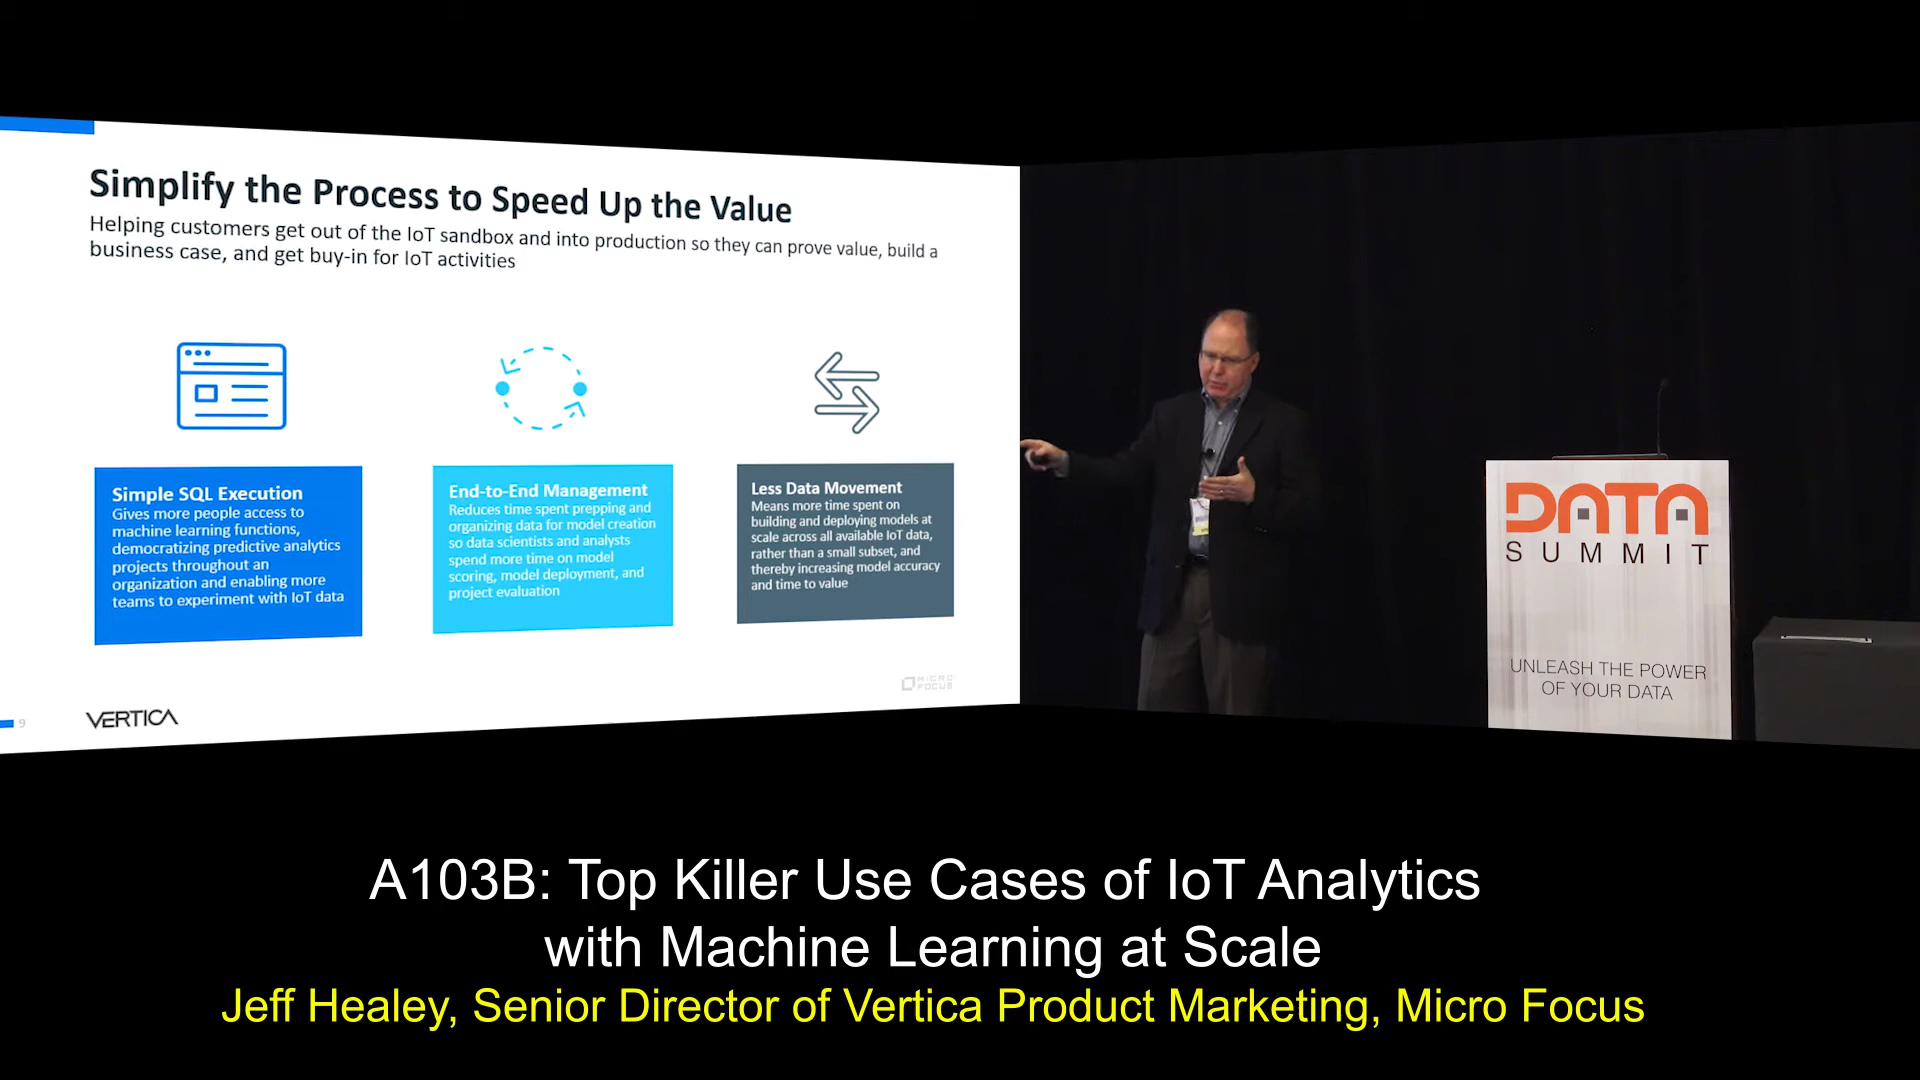 Simplify the Process to Speed Up the Value
Helping customers get out of the IoT sandbox and into production so they can prove value, build a
business case, and get buy-in for IoT activities
Simple SQL Execution
Gives more people access to
machine learning functions,
democratizing predictive analytics
projects throughout an
organization and enabling more
teams to experiment with IoT data
End-to-End Management
Reduces time spent prepping and
organizing data for model creation
so data scientists and analysts
spend more time on model
scoring, model deployment, and
project evaluation
Less Data Movement
Means more time spent on
building and deploying models at
scale across all available IoT data,
rather than a small subset, and
thereby increasing model accuracy
and time to value
MICRO
FOCUS
9
VERTICA
DATA
SUMMIT
UNLEASH THE POWER
OF YOUR DATA
A103B: Top Killer Use Cases of IoT Analytics
with Machine Learning at Scale
Jeff Healey, Senior Director of Vertica Product Marketing, Micro Focus